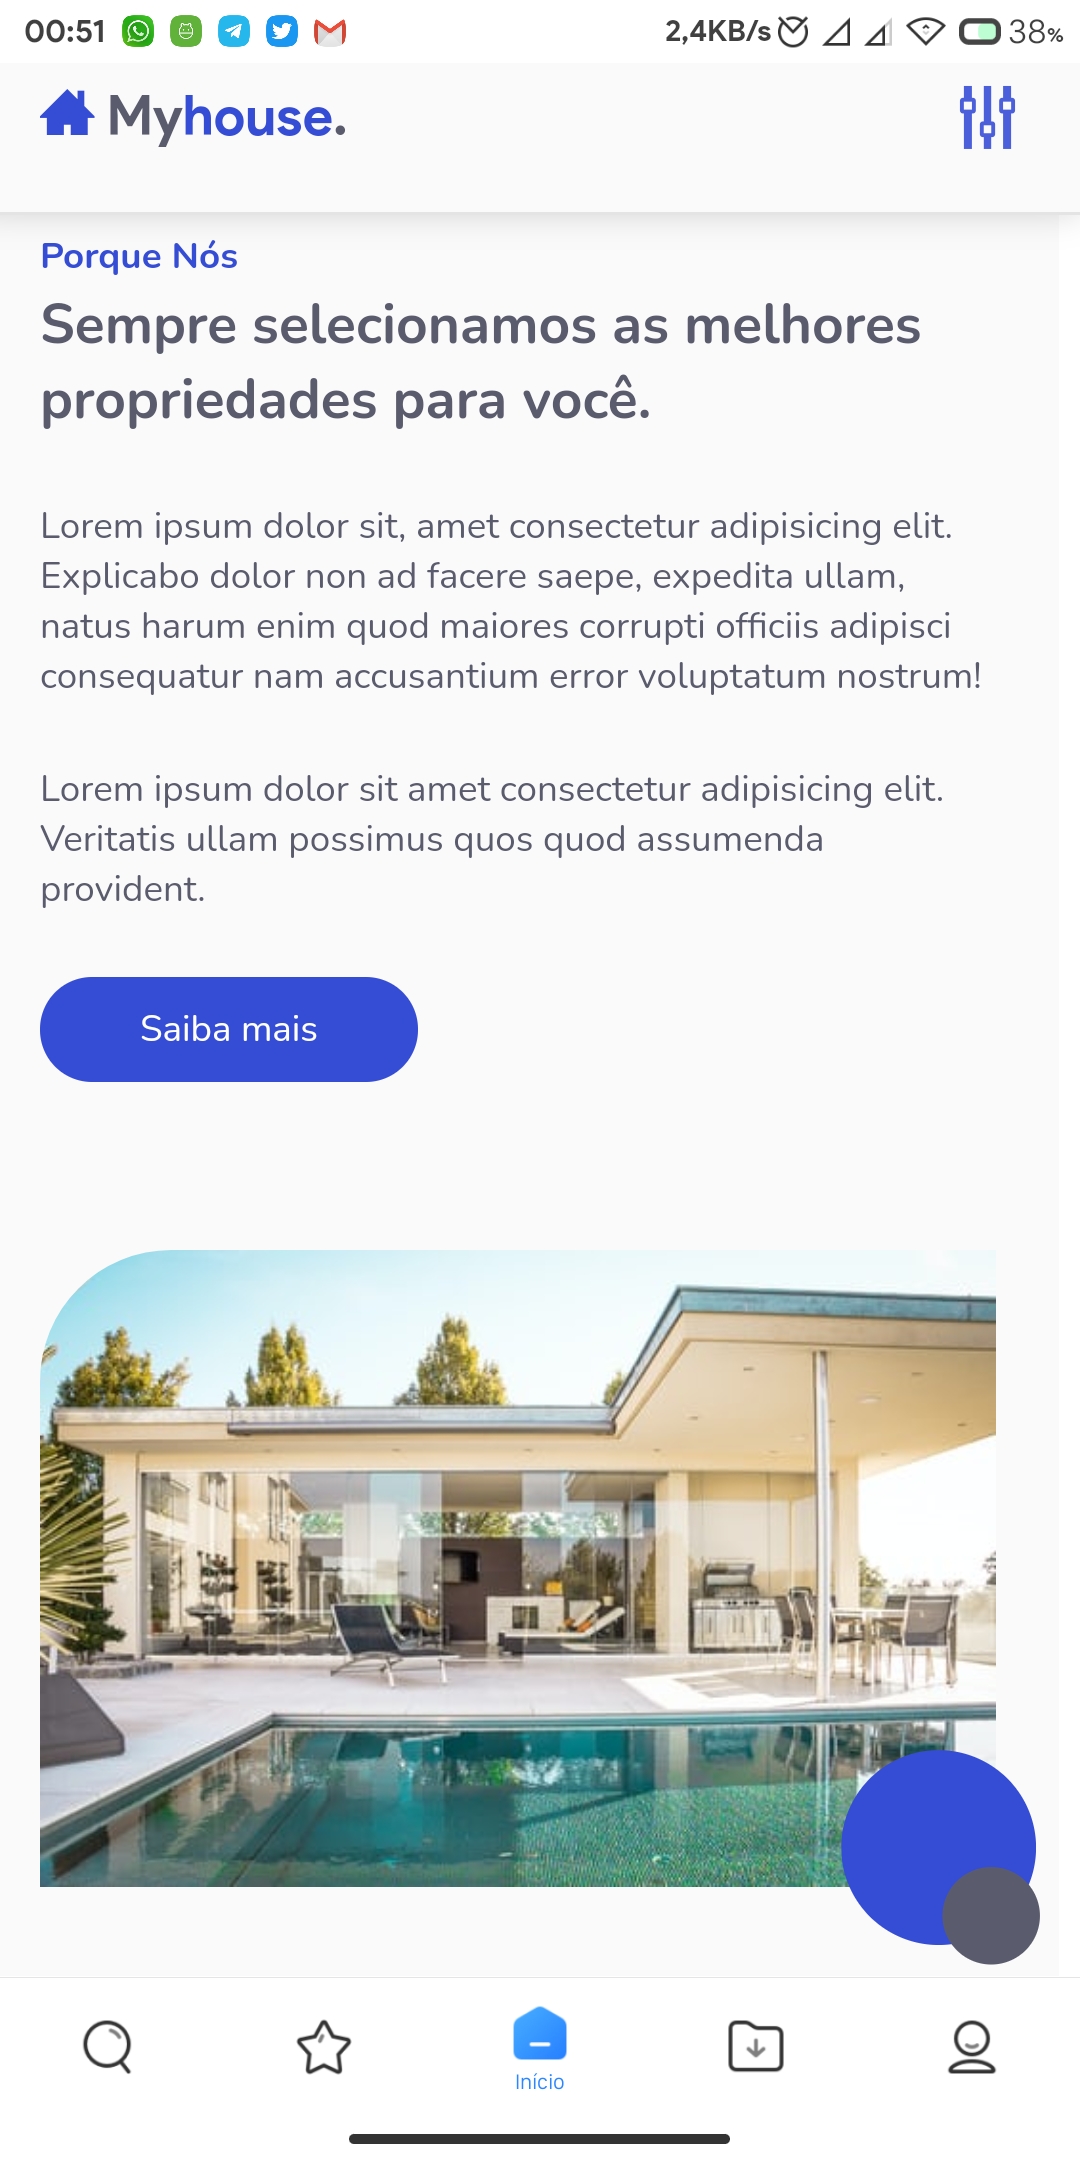 00:51
2,4KB/s
38%
Myhouse.
Porque Nós
Sempre selecionamos as melhores
propriedades para você.
Lorem ipsum dolor sit, amet consectetur adipisicing elit.
Explicabo dolor non ad facere saepe, expedita ullam,
natus harum enim quod maiores corrupti officiis adipisci
consequatur nam accusantium error voluptatum nostrum!
Lorem ipsum dolor sit amet consectetur adipisicing elit.
Veritatis ullam possimus quos quod assumenda
provident.
Saiba mais
Início